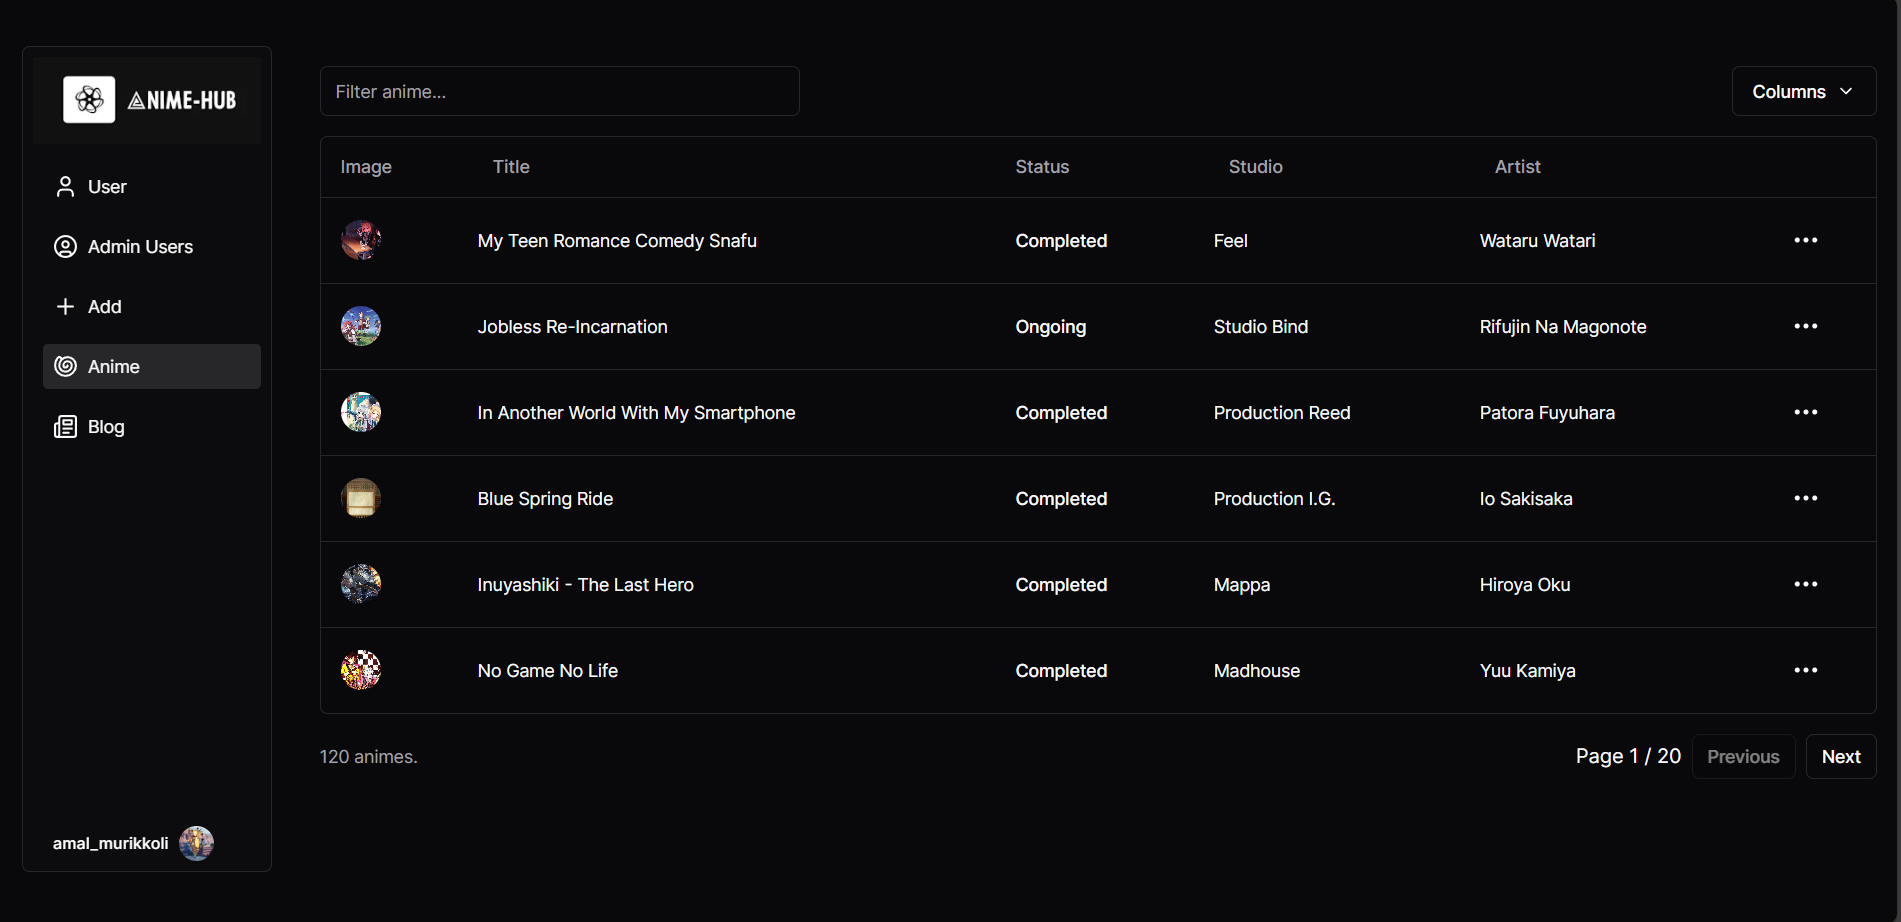 ANIME-HUB
User
Admin Users
Add
Anime
Blog
amal_murikkoli
Filter anime...
Columns
Image Title Status Studio Artist
My Teen Romance Comedy Snafu Completed Feel Wataru Watari
Jobless Re-Incarnation Ongoing Studio Bind Rifujin Na Magonote
In Another World With My Smartphone Completed Production Reed Patora Fuyuhara
Blue Spring Ride Completed Production I.G. Io Sakisaka
Inuyashiki - The Last Hero Completed Mappa Hiroya Oku
No Game No Life Completed Madhouse Yuu Kamiya
120 animes. Page 1 / 20 Previous Next